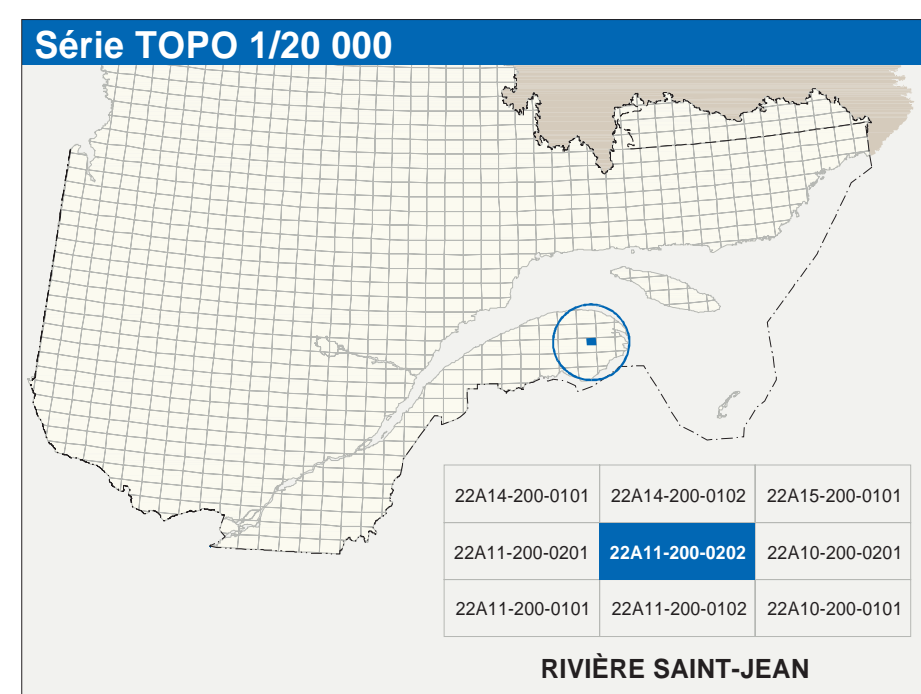 Série TOPO 1/20 000
22A14-200-0101 22A14-200-0102 22A15-200-0101
22A11-200-0201 22A11-200-0202 22A10-200-0201
22A11-200-0101 22A11-200-0102 22A10-200-0101
RIVIÈRE SAINT-JEAN